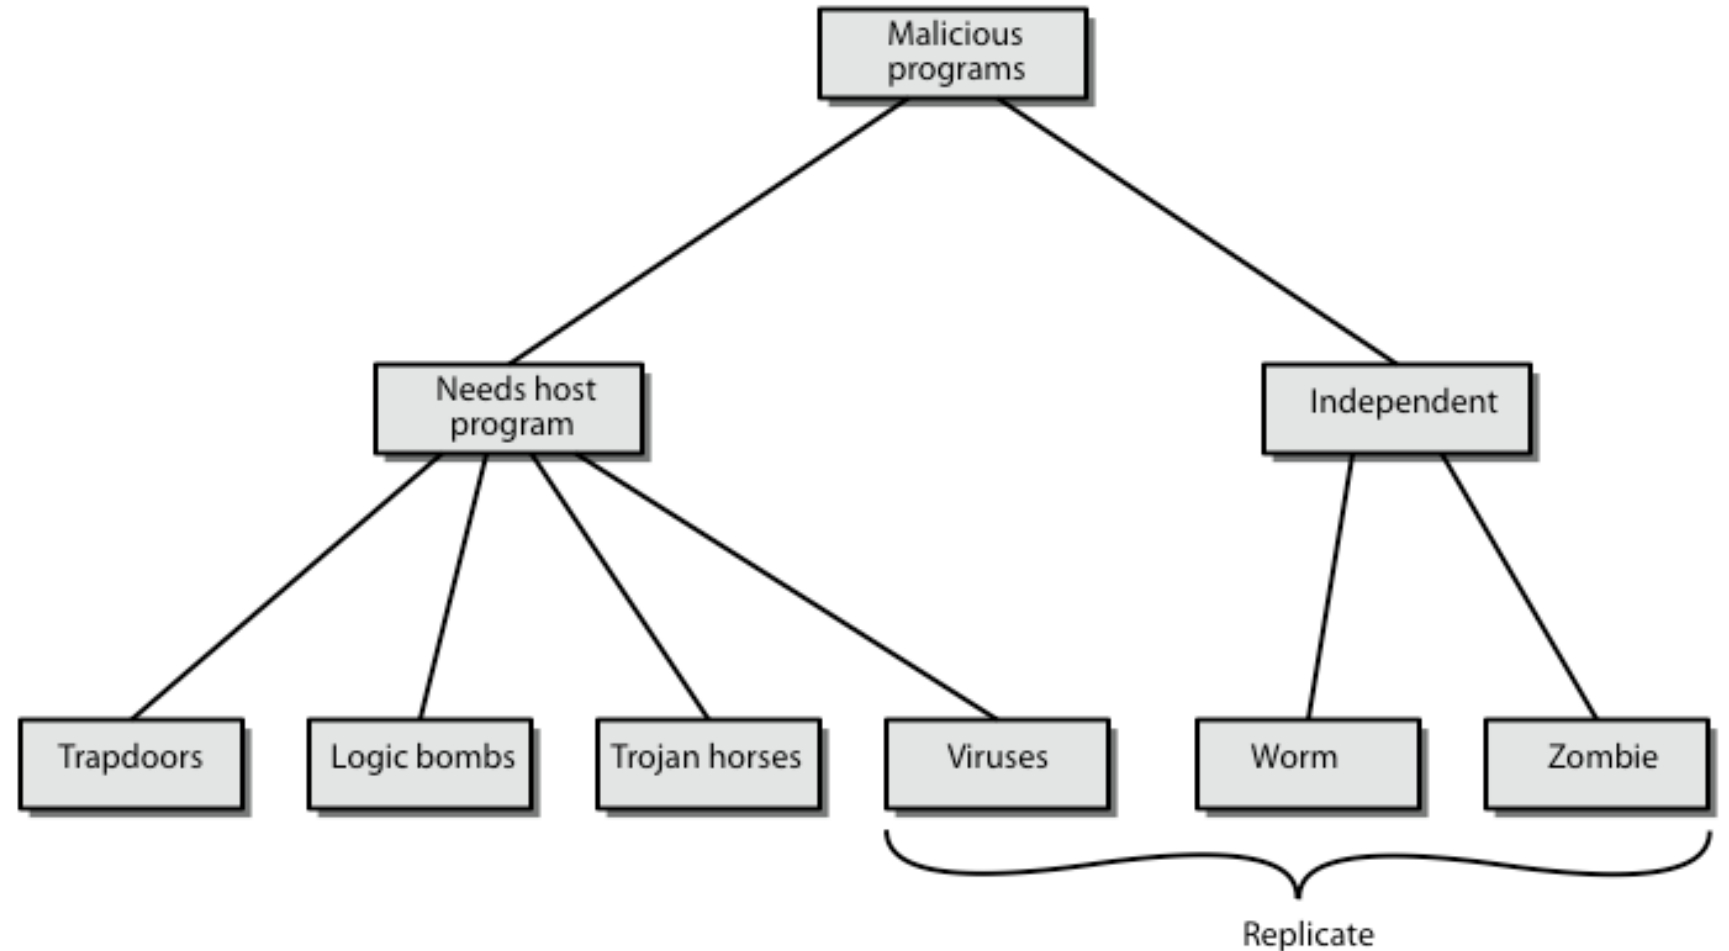 Malicious
programs
Needs host
program
Independent
Trapdoors
Logic bombs
Trojan horses
Viruses
Worm
Zombie
Replicate